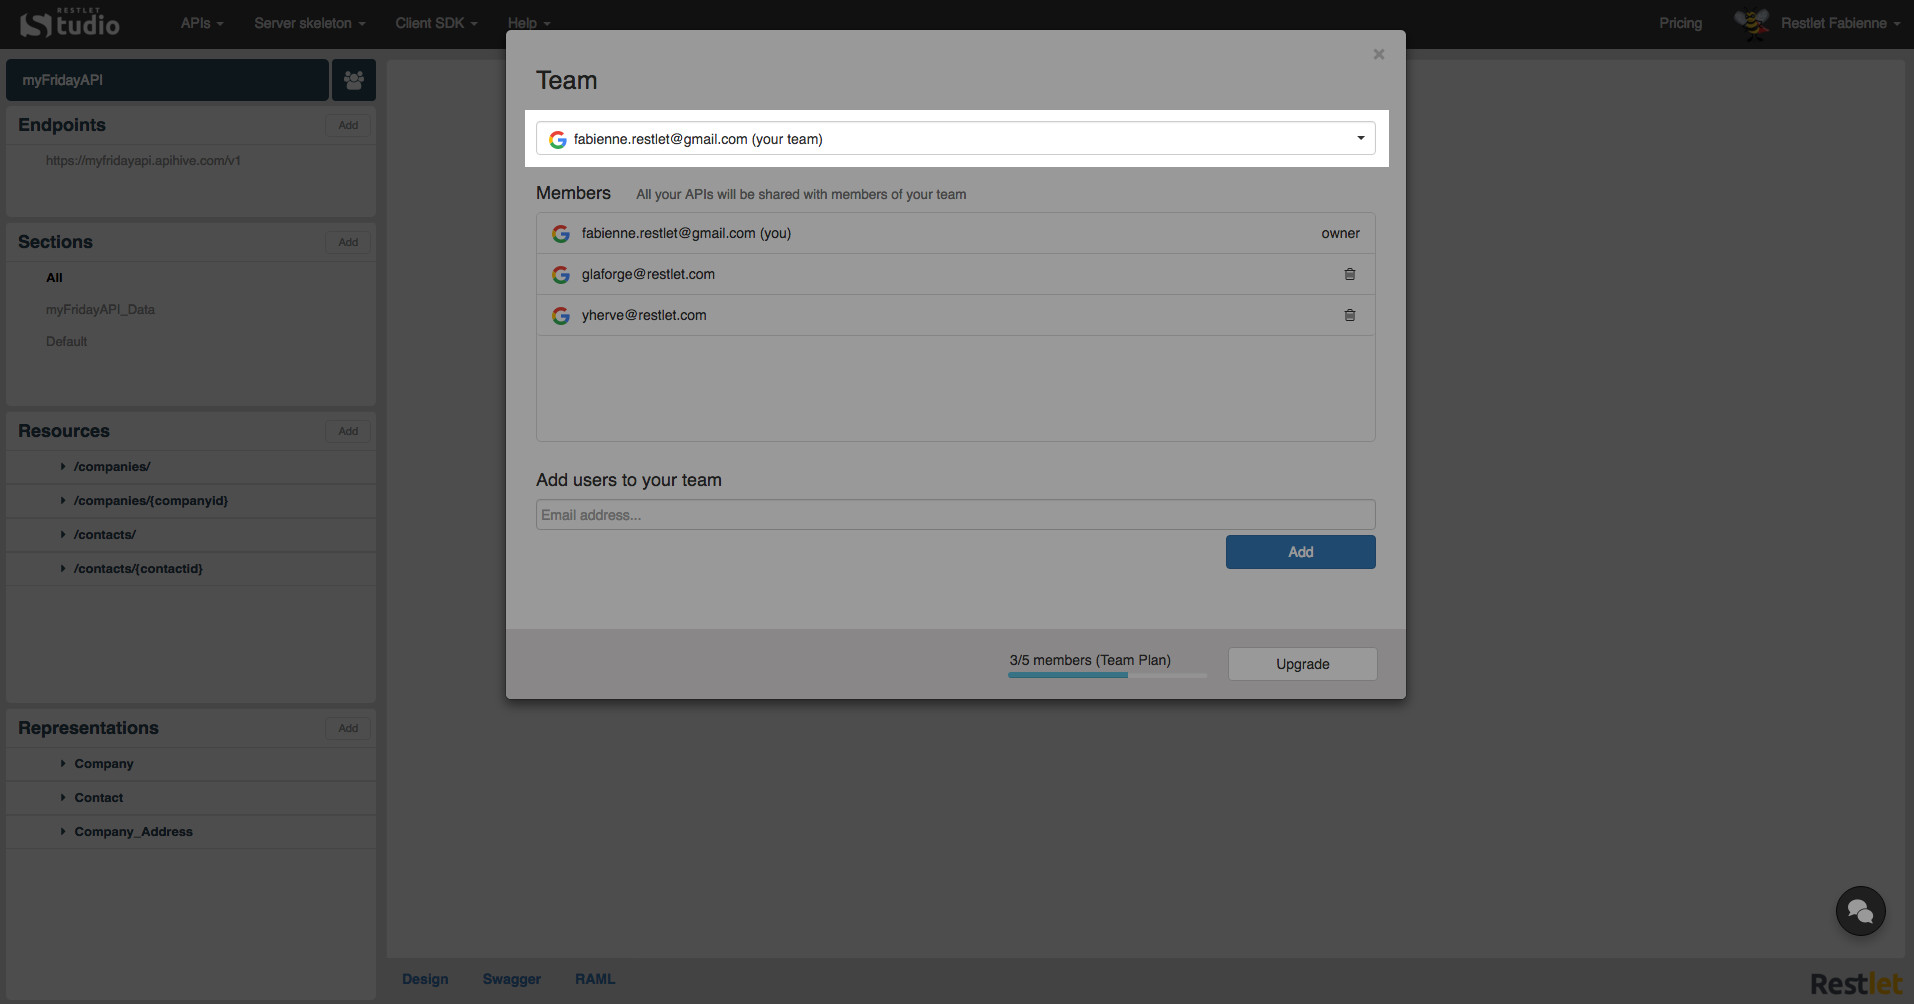 RESTLET
Studio
APIs
Server skeleton
Client SDK
Help
Pricing
Restlet Fabienne
myFridayAPI
Endpoints
Add
https://myfridayapi.apihive.com/v1
Sections
Add
All
myFridayAPI_Data
Default
Resources
Add
/companies/
/companies/{companyid}
/contacts/
/contacts/{contactid}
Representations
Add
Company
Contact
Company_Address
×
Team
fabienne.restlet@gmail.com (your team)
Members All your APIs will be shared with members of your team
fabienne.restlet@gmail.com (you) owner
glaforge@restlet.com
yherve@restlet.com
Add users to your team
Email address...
Add
3/5 members (Team Plan)
Upgrade
Design
Swagger
RAML
Restlet